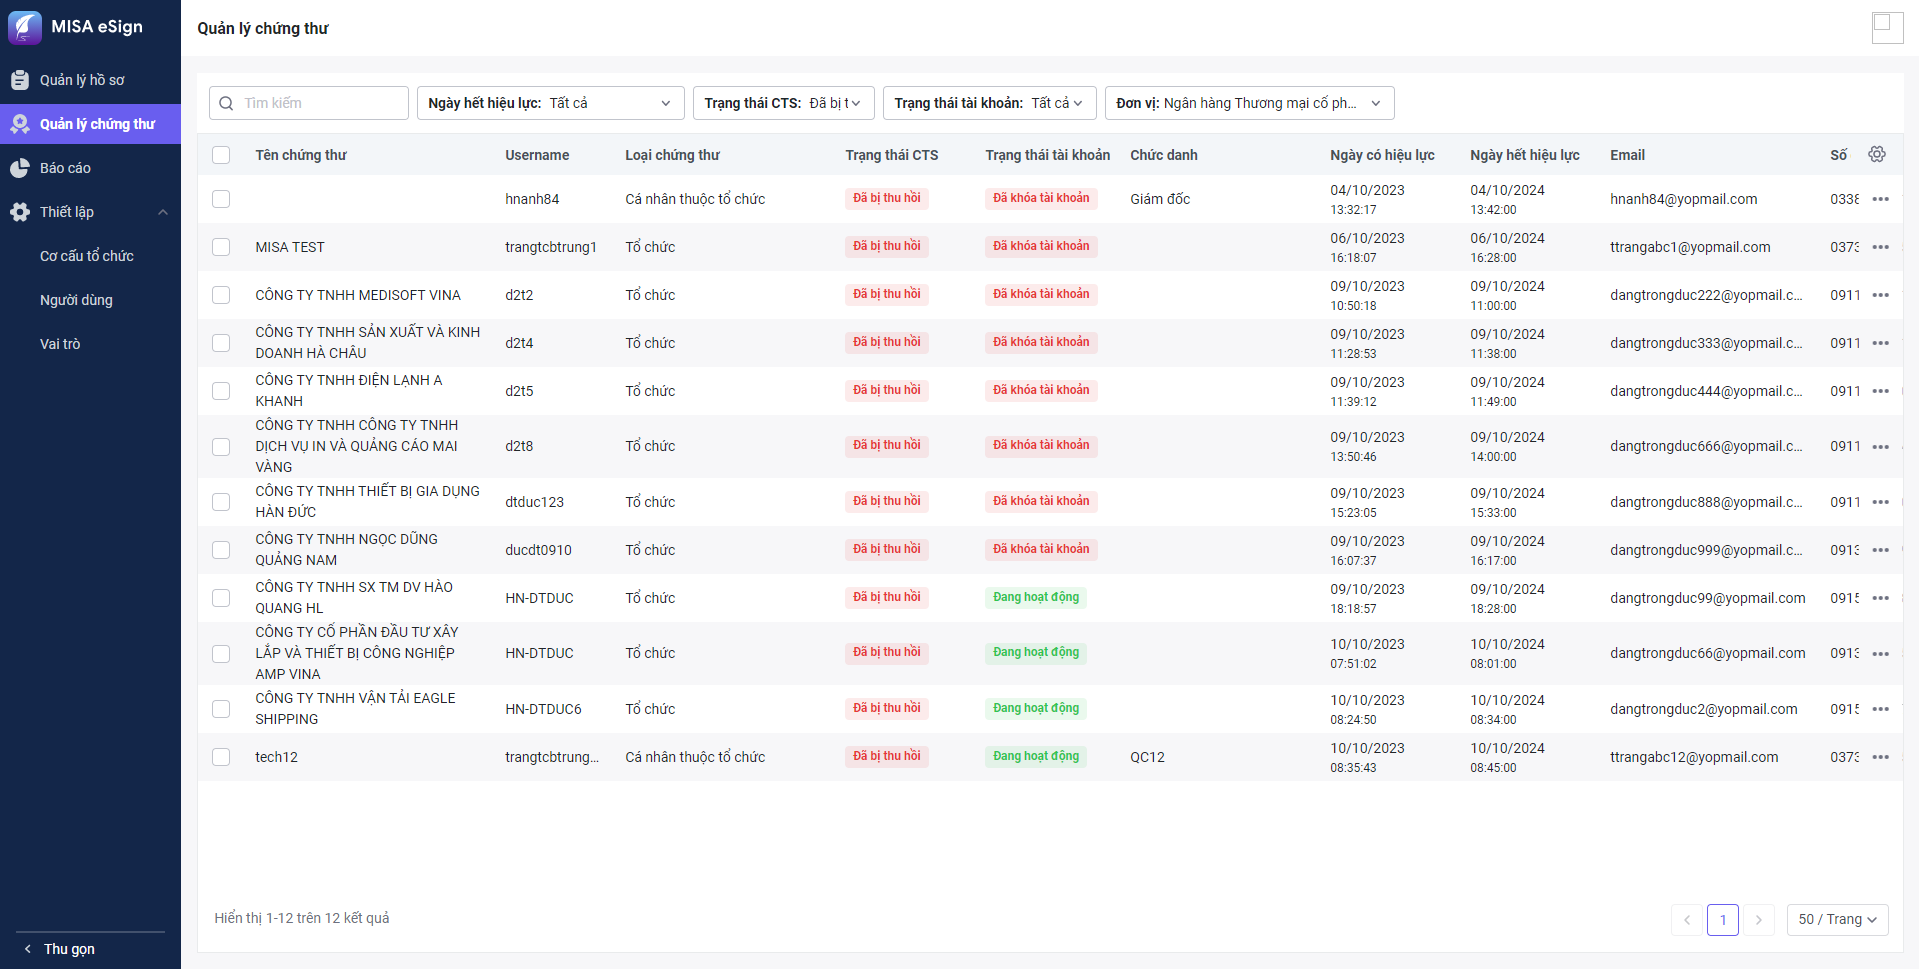 MISA eSign
Quản lý hồ sơ
Quản lý chứng thư
Báo cáo
Thiết lập
Cơ cấu tổ chức
Người dùng
Vai trò
Thu gọn
Quản lý chứng thư
Tìm kiếm
Ngày hết hiệu lực: Tất cả
Trạng thái CTS: Đã bị t
Trạng thái tài khoản: Tất cả
Đơn vị: Ngân hàng Thương mại cổ ph...
Tên chứng thư Username Loại chứng thư Trạng thái CTS Trạng thái tài khoản Chức danh Ngày có hiệu lực Ngày hết hiệu lực Email Số
hnanh84 Cá nhân thuộc tổ chức Đã bị thu hồi Đã khóa tài khoản Giám đốc 04/10/2023 04/10/2024 hnanh84@yopmail.com 0338
13:32:17 13:42:00
MISA TEST trangtcbtrung1 Tổ chức Đã bị thu hồi Đã khóa tài khoản 06/10/2023 06/10/2024 ttrangabc1@yopmail.com 0373
16:18:07 16:28:00
CÔNG TY TNHH MEDISOFT VINA d2t2 Tổ chức Đã bị thu hồi Đã khóa tài khoản 09/10/2023 09/10/2024 dangtrongduc222@yopmail.c... 0911
10:50:18 11:00:00
CÔNG TY TNHH SẢN XUẤT VÀ KINH
DOANH HÀ CHÂU d2t4 Tổ chức Đã bị thu hồi Đã khóa tài khoản 09/10/2023 09/10/2024 dangtrongduc333@yopmail.c... 0911
11:28:53 11:38:00
CÔNG TY TNHH ĐIỆN LẠNH A
KHANH d2t5 Tổ chức Đã bị thu hồi Đã khóa tài khoản 09/10/2023 09/10/2024 dangtrongduc444@yopmail.c... 0911
11:39:12 11:49:00
CÔNG TY TNHH CÔNG TY TNHH
DỊCH VỤ IN VÀ QUẢNG CÁO MAI
VÀNG d2t8 Tổ chức Đã bị thu hồi Đã khóa tài khoản 09/10/2023 09/10/2024 dangtrongduc666@yopmail.c... 0911
13:50:46 14:00:00
CÔNG TY TNHH THIẾT BỊ GIA DỤNG
HÀN ĐỨC dtduc123 Tổ chức Đã bị thu hồi Đã khóa tài khoản 09/10/2023 09/10/2024 dangtrongduc888@yopmail.c... 0911
15:23:05 15:33:00
CÔNG TY TNHH NGỌC DŨNG
QUẢNG NAM ducdt0910 Tổ chức Đã bị thu hồi Đã khóa tài khoản 09/10/2023 09/10/2024 dangtrongduc999@yopmail.c... 0913
16:07:37 16:17:00
CÔNG TY TNHH SX TM DV HÀO
QUANG HL HN-DTDUC Tổ chức Đã bị thu hồi Đang hoạt động 09/10/2023 09/10/2024 dangtrongduc99@yopmail.com 0915
18:18:57 18:28:00
CÔNG TY CỔ PHẦN ĐẦU TƯ XÂY
LẮP VÀ THIẾT BỊ CÔNG NGHIỆP
AMP VINA HN-DTDUC Tổ chức Đã bị thu hồi Đang hoạt động 10/10/2023 10/10/2024 dangtrongduc66@yopmail.com 0913
07:51:02 08:01:00
CÔNG TY TNHH VẬN TẢI EAGLE
SHIPPING HN-DTDUC6 Tổ chức Đã bị thu hồi Đang hoạt động 10/10/2023 10/10/2024 dangtrongduc2@yopmail.com 0915
08:24:50 08:34:00
tech12 trangtcbtrung... Cá nhân thuộc tổ chức Đã bị thu hồi Đang hoạt động QC12 10/10/2023 10/10/2024 ttrangabc12@yopmail.com 0373
08:35:43 08:45:00
Hiển thị 1-12 trên 12 kết quả
1
50 / Trang